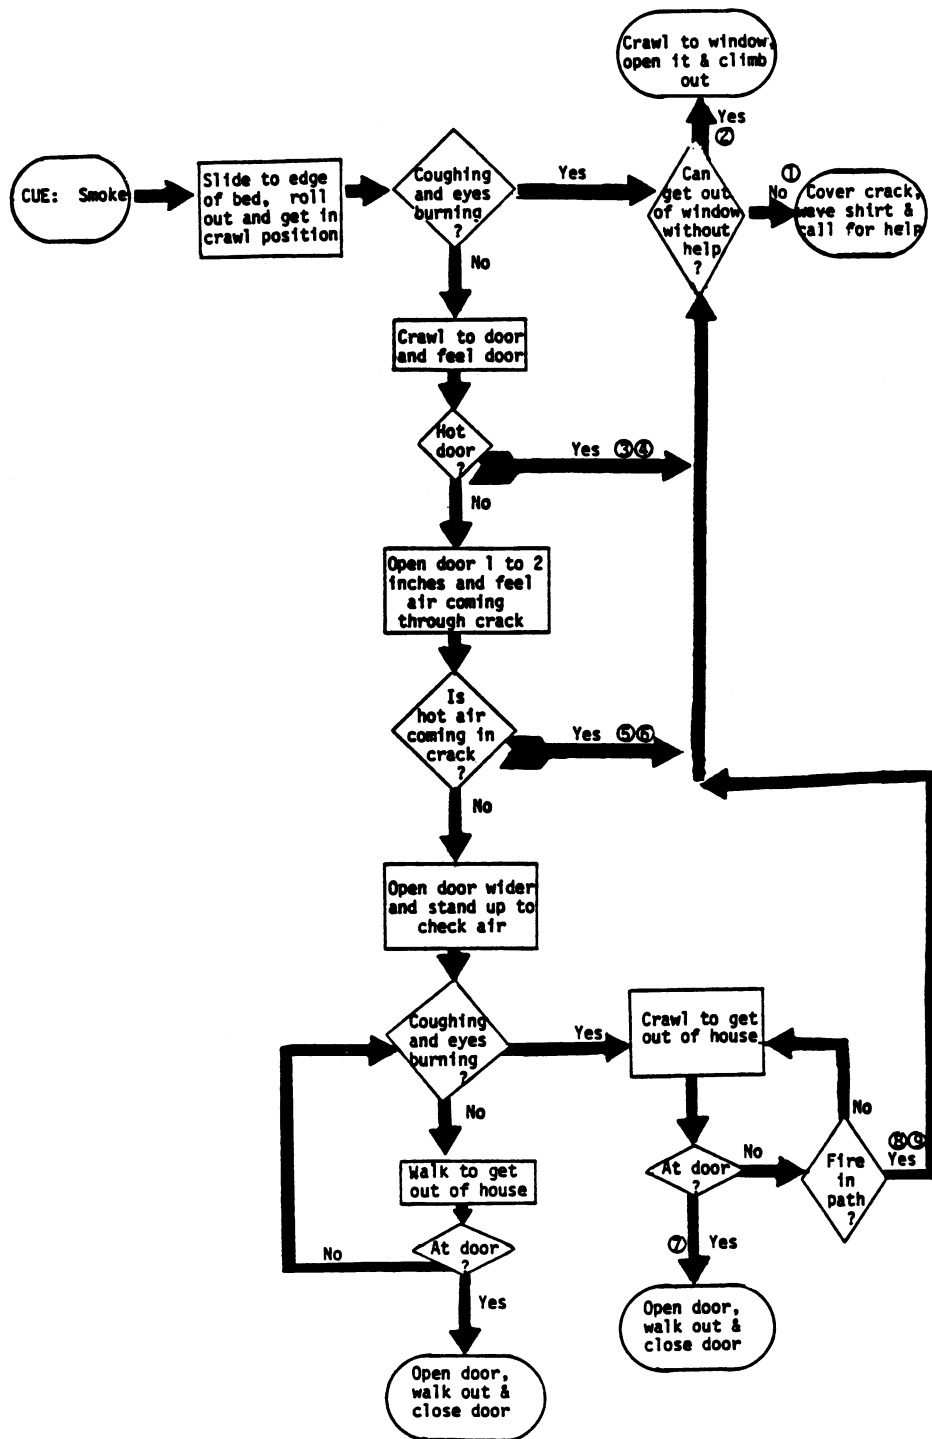 Crawl to window,
open it & climb
out
Yes
②
CUE: Smoke
Slide to edge
of bed, roll
out and get in
crawl position
Coughing
and eyes
burning
?
Yes
Can
get out
of window
without
help
?
①
No
Cover crack,
wave shirt &
call for help
No
Crawl to door
and feel door
Hot
door
?
Yes ③④
No
Open door 1 to 2
inches and feel
air coming
through crack
Is
hot air
coming in
crack
?
Yes ⑤⑥
No
Open door wider
and stand up to
check air
Coughing
and eyes
burning
?
Yes
Crawl to get
out of house
No
No
Walk to get
out of house
At door
?
No
Fire
in
path
?
⑧⑨
Yes
At door
?
No
⑦ Yes
Yes
Open door,
walk out &
close door
Open door,
walk out &
close door